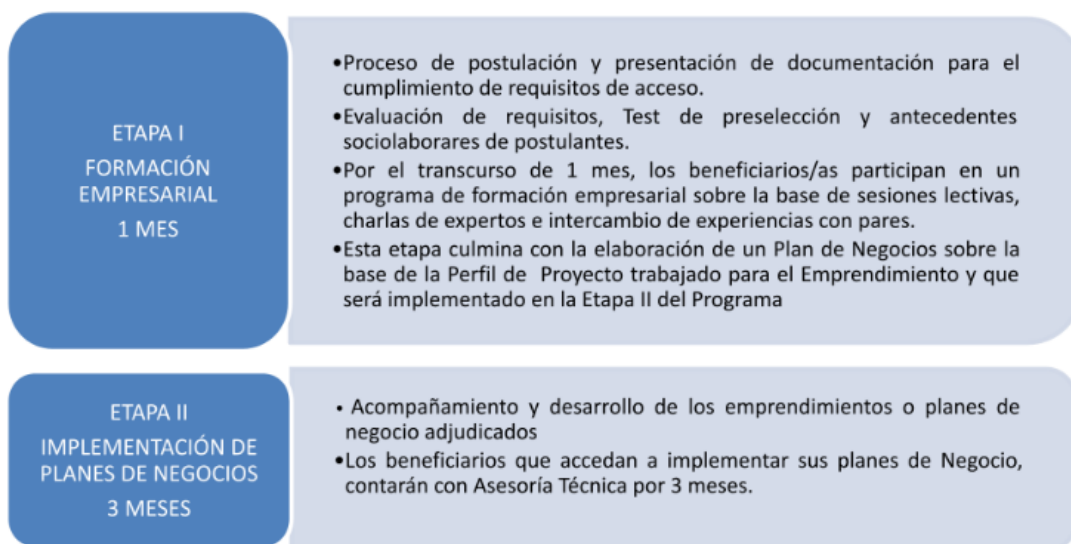 ETAPA I
FORMACIÓN
EMPRESARIAL
1 MES
•Proceso de postulación y presentación de documentación para el
cumplimiento de requisitos de acceso.
•Evaluación de requisitos, Test de preselección y antecedentes
sociolaborares de postulantes.
•Por el transcurso de 1 mes, los beneficiarios/as participan en un
programa de formación empresarial sobre la base de sesiones lectivas,
charlas de expertos e intercambio de experiencias con pares.
•Esta etapa culmina con la elaboración de un Plan de Negocios sobre la
base de la Perfil de Proyecto trabajado para el Emprendimiento y que
será implementado en la Etapa II del Programa
ETAPA II
IMPLEMENTACIÓN DE
PLANES DE NEGOCIOS
3 MESES
• Acompañamiento y desarrollo de los emprendimientos o planes de
negocio adjudicados
•Los beneficiarios que accedan a implementar sus planes de Negocio,
contarán con Asesoría Técnica por 3 meses.